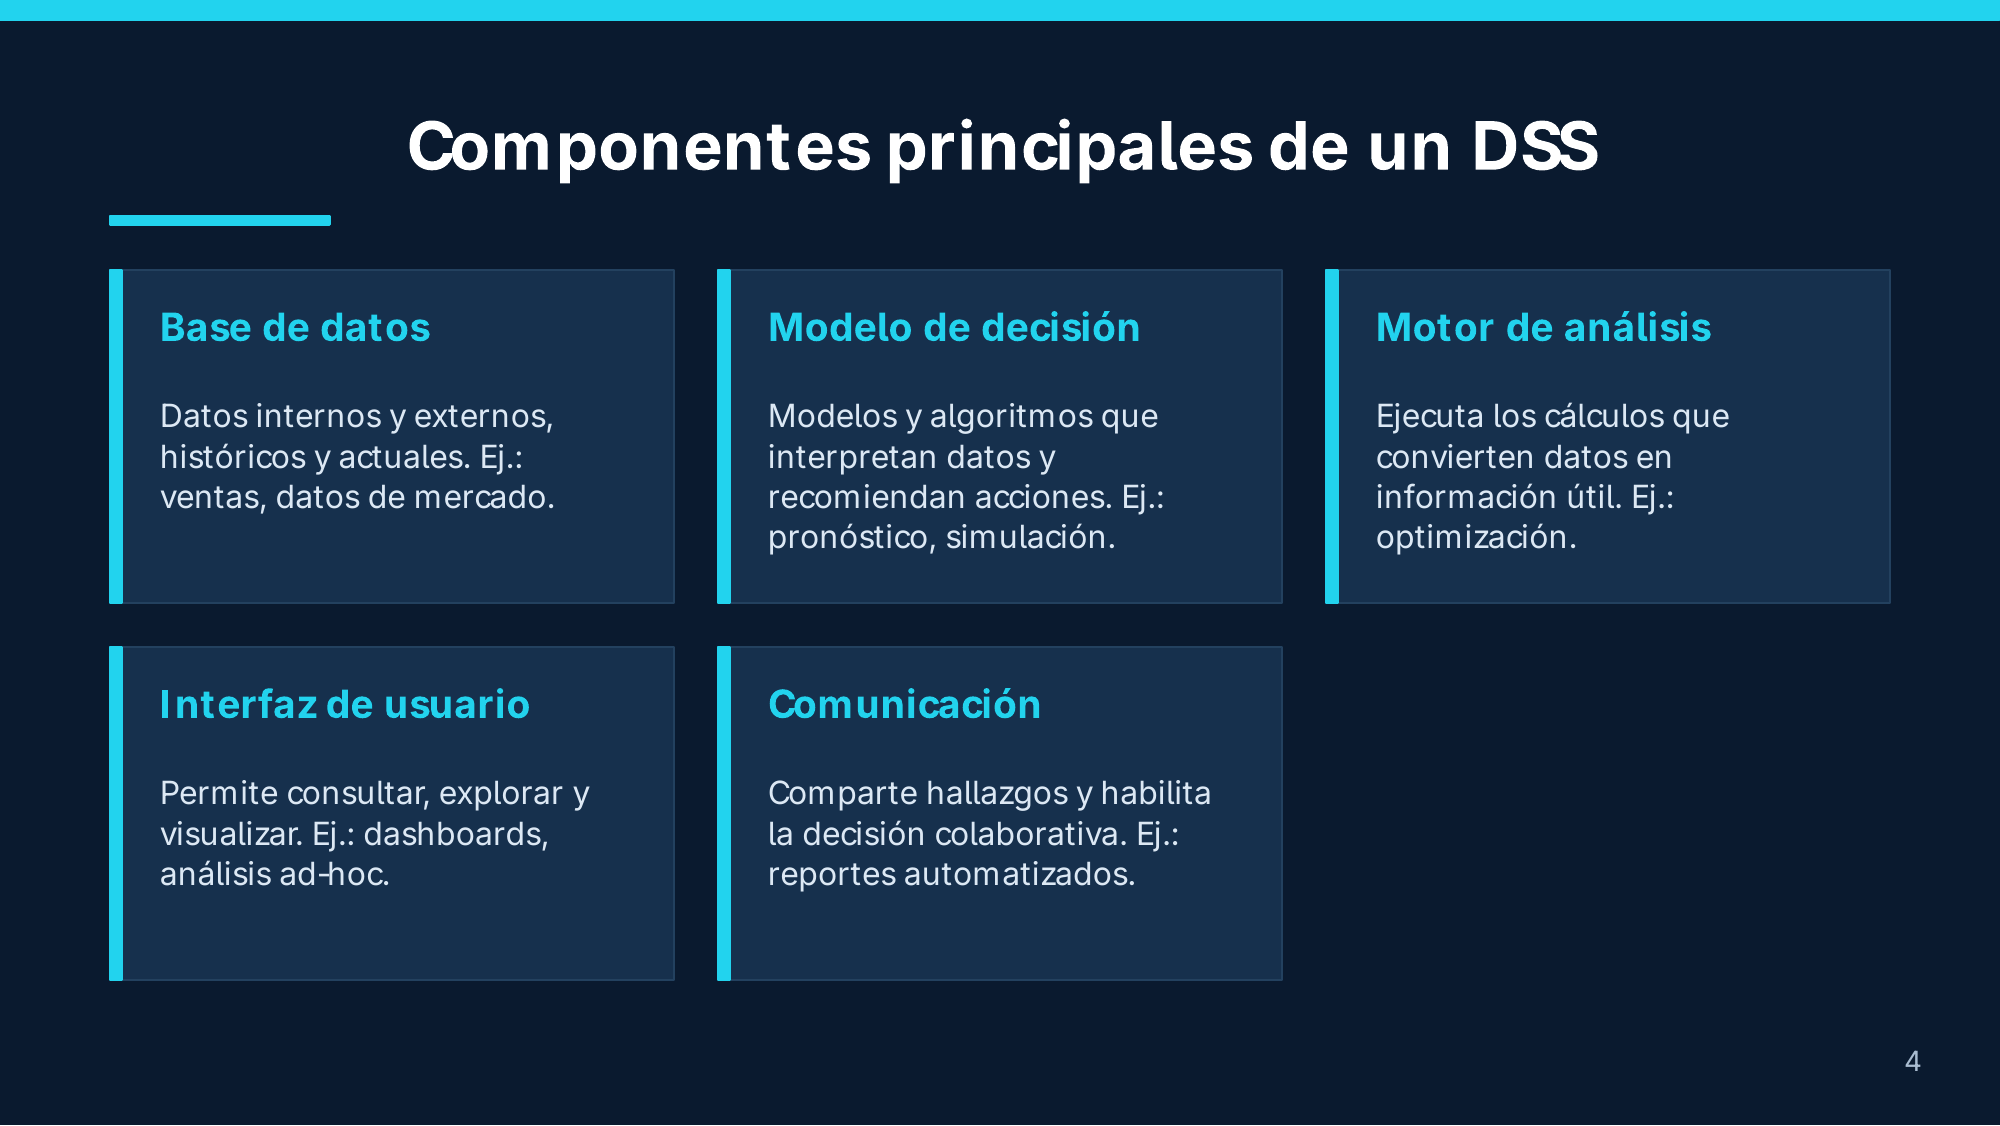 Componentes principales de un DSS
Base de datos
Datos internos y externos,
históricos y actuales. Ej.:
ventas, datos de mercado.
Modelo de decisión
Modelos y algoritmos que
interpretan datos y
recomiendan acciones. Ej.:
pronóstico, simulación.
Motor de análisis
Ejecuta los cálculos que
convierten datos en
información útil. Ej.:
optimización.
Interfaz de usuario
Permite consultar, explorar y
visualizar. Ej.: dashboards,
análisis ad-hoc.
Comunicación
Comparte hallazgos y habilita
la decisión colaborativa. Ej.:
reportes automatizados.
4